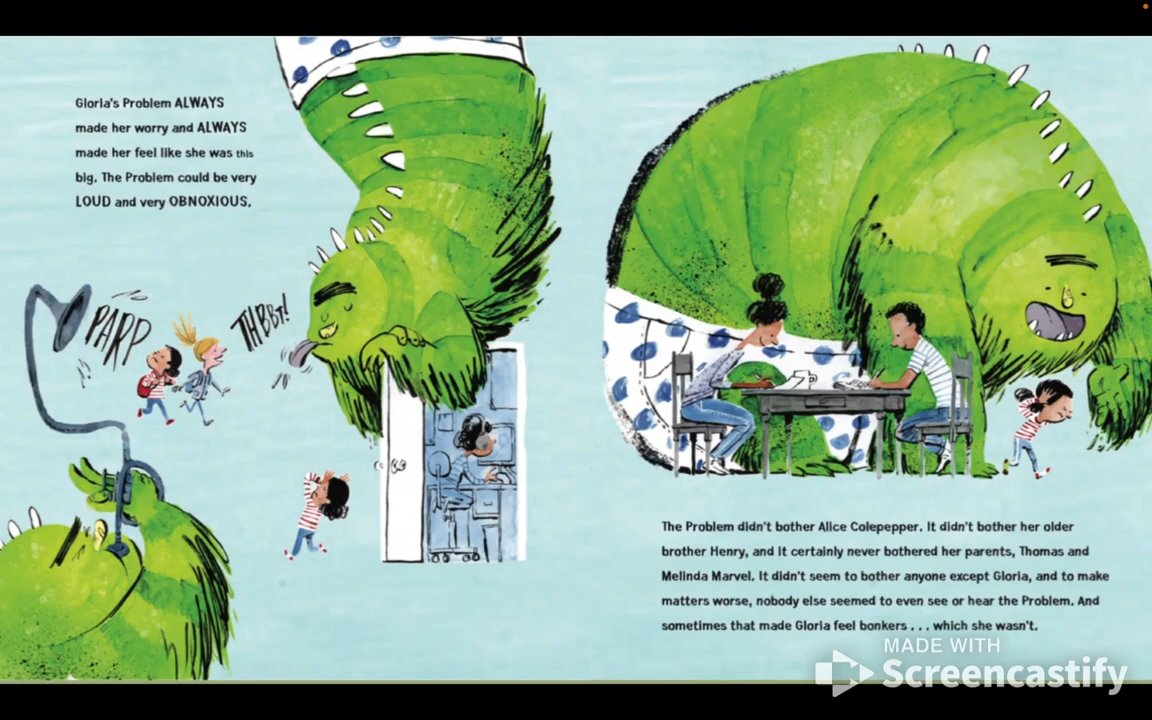 Gloria's Problem ALWAYS
made her worry and ALWAYS
made her feel like she was this
big. The Problem could be very
LOUD and very OBNOXIOUS.
PARP
THBBT!
The Problem didn't bother Alice Colepepper. It didn't bother her older
brother Henry, and it certainly never bothered her parents, Thomas and
Melinda Marvel. It didn't seem to bother anyone except Gloria, and to make
matters worse, nobody else seemed to even see or hear the Problem. And
sometimes that made Gloria feel bonkers . . . which she wasn't.
MADE WITH
Screencastify